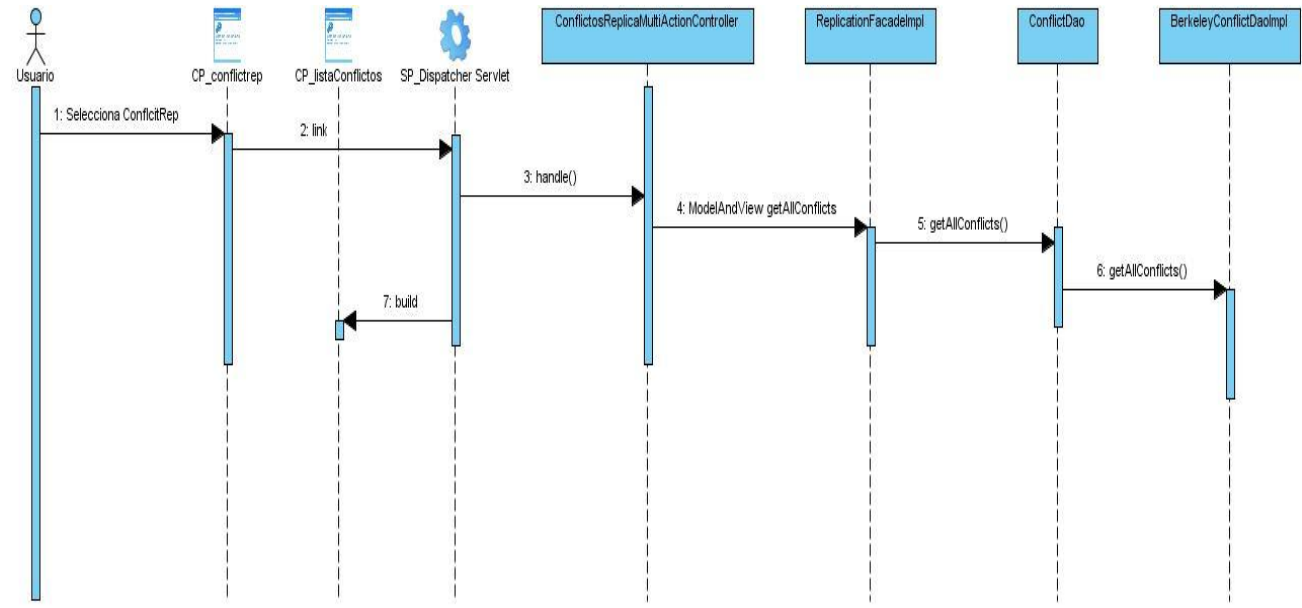 ConflictosReplicaMultiActionController
ReplicationFacadeImpl
ConflictDao
BerkeleyConflictDaoImpl
Usuario
CP_conflictrep
CP_listaConflictos
SP_Dispatcher Servlet
1: Selecciona ConflcitRep
2: link
3: handle()
4: ModelAndView getAllConflicts
5: getAllConflicts()
6: getAllConflicts()
7: build